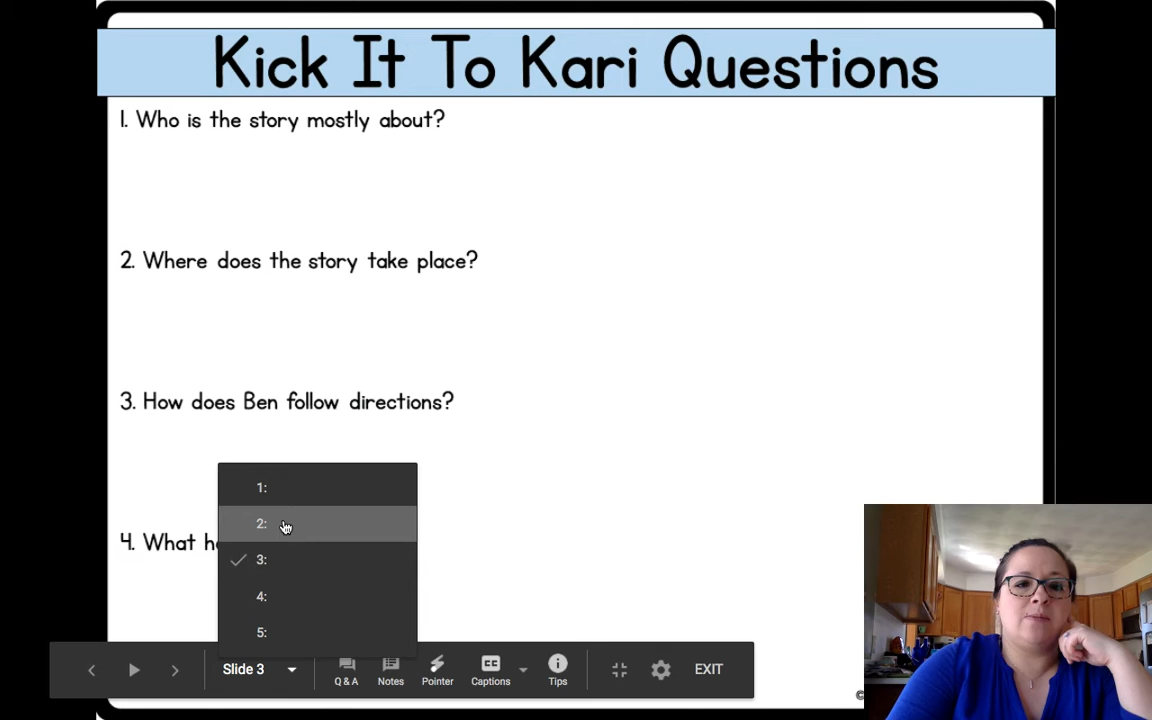 Kick It To Kari Questions
1. Who is the story mostly about?
2. Where does the story take place?
3. How does Ben follow directions?
1:
2:
4. What
3:
4:
5:
Slide 3
Q & A
Notes
Pointer
Captions
Tips
EXIT
©